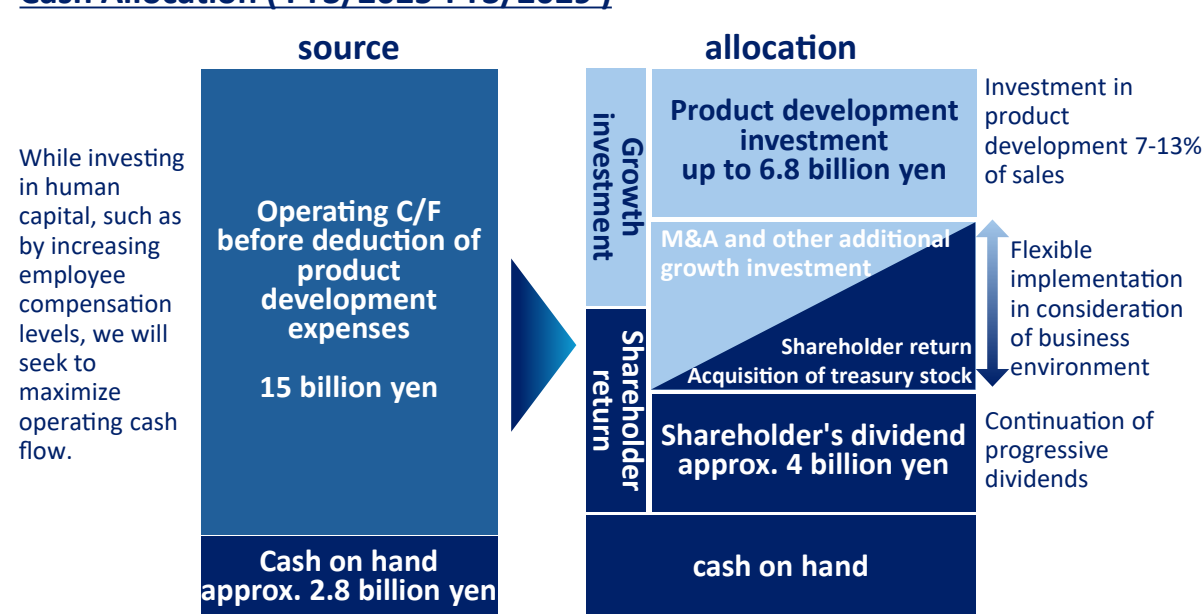 Cash Allocation
source
allocation
While investing
in human
capital, such as
by increasing
employee
compensation
levels, we will
seek to
maximize
operating cash
flow.
Operating C/F
before deduction of
product
development
expenses
15 billion yen
Cash on hand
approx. 2.8 billion yen
Growth
investment
Shareholder
return
Product development
investment
up to 6.8 billion yen
M&A and other additional
growth investment
Shareholder return
Acquisition of treasury stock
Shareholder's dividend
approx. 4 billion yen
cash on hand
Investment in
product
development 7-13%
of sales
Flexible
implementation
in consideration
of business
environment
Continuation of
progressive
dividends